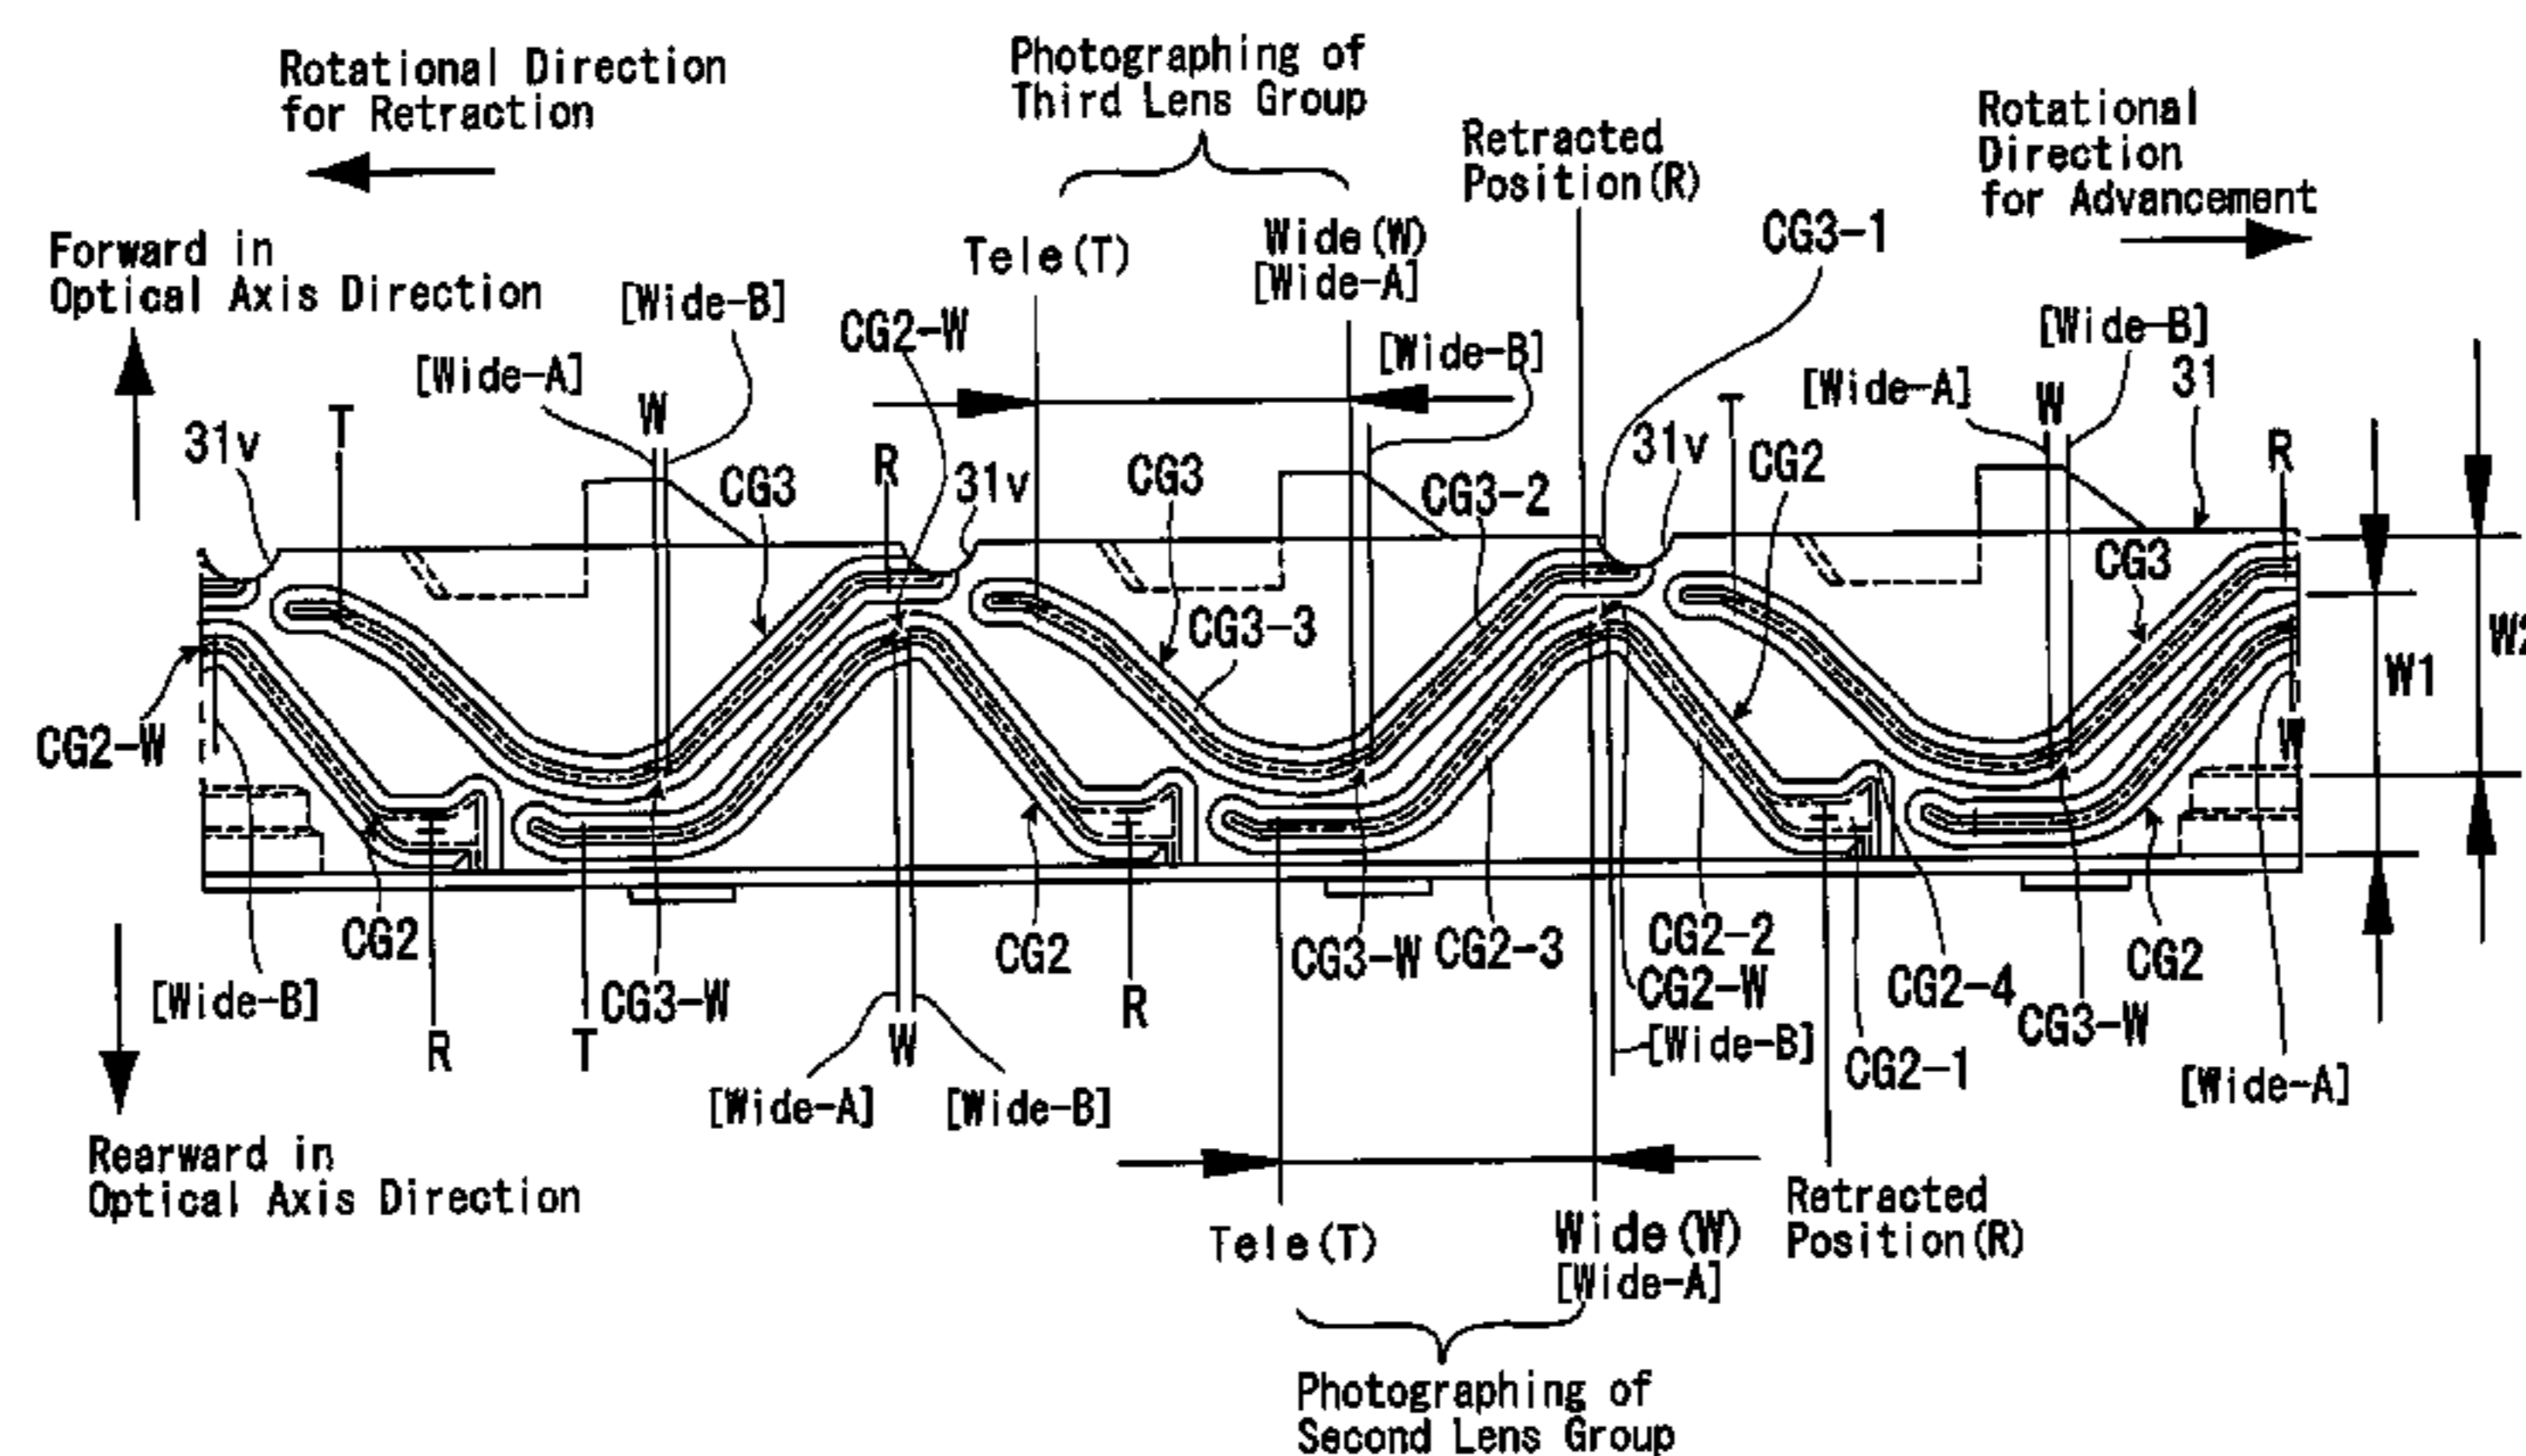 Rotational Direction
for Retraction
Photographing of
Third Lens Group
Retracted
Position(R)
Rotational
Direction
for Advancement
Forward in
Optical Axis Direction
Tele(T)
Wide(W)
[Wide-A]
CG3-1
[Wide-B]
CG2-W
[Wide-A]
[Wide-B]
[Wide-B]
[Wide-A]
31
W
W
T
T
31v
CG3
R
31v
CG3
CG3-2
31v
CG2
R
CG3
CG3-3
W1
W2
CG2-W
W
CG2
CG2
CG3-W
CG2-3
CG2-2
CG2
[Wide-B]
CG3-W
R
CG2-W
CG2-4
CG3-W
R
T
W
[Wide-B]
CG2-1
[Wide-A]
[Wide-A]
[Wide-B]
Rearward in
Optical Axis Direction
Tele(T)
Wide(W)
[Wide-A]
Retracted
Position(R)
Photographing of
Second Lens Group